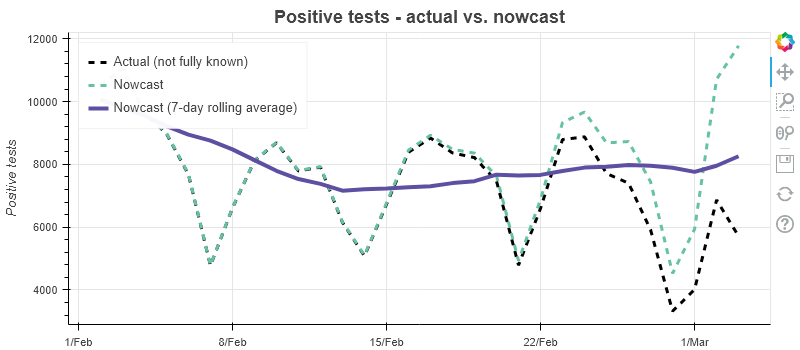 Positive tests - actual vs. nowcast
12000
10000
8000
6000
4000
Positive tests
Actual (not fully known)
Nowcast
Nowcast (7-day rolling average)
1/Feb
8/Feb
15/Feb
22/Feb
1/Mar